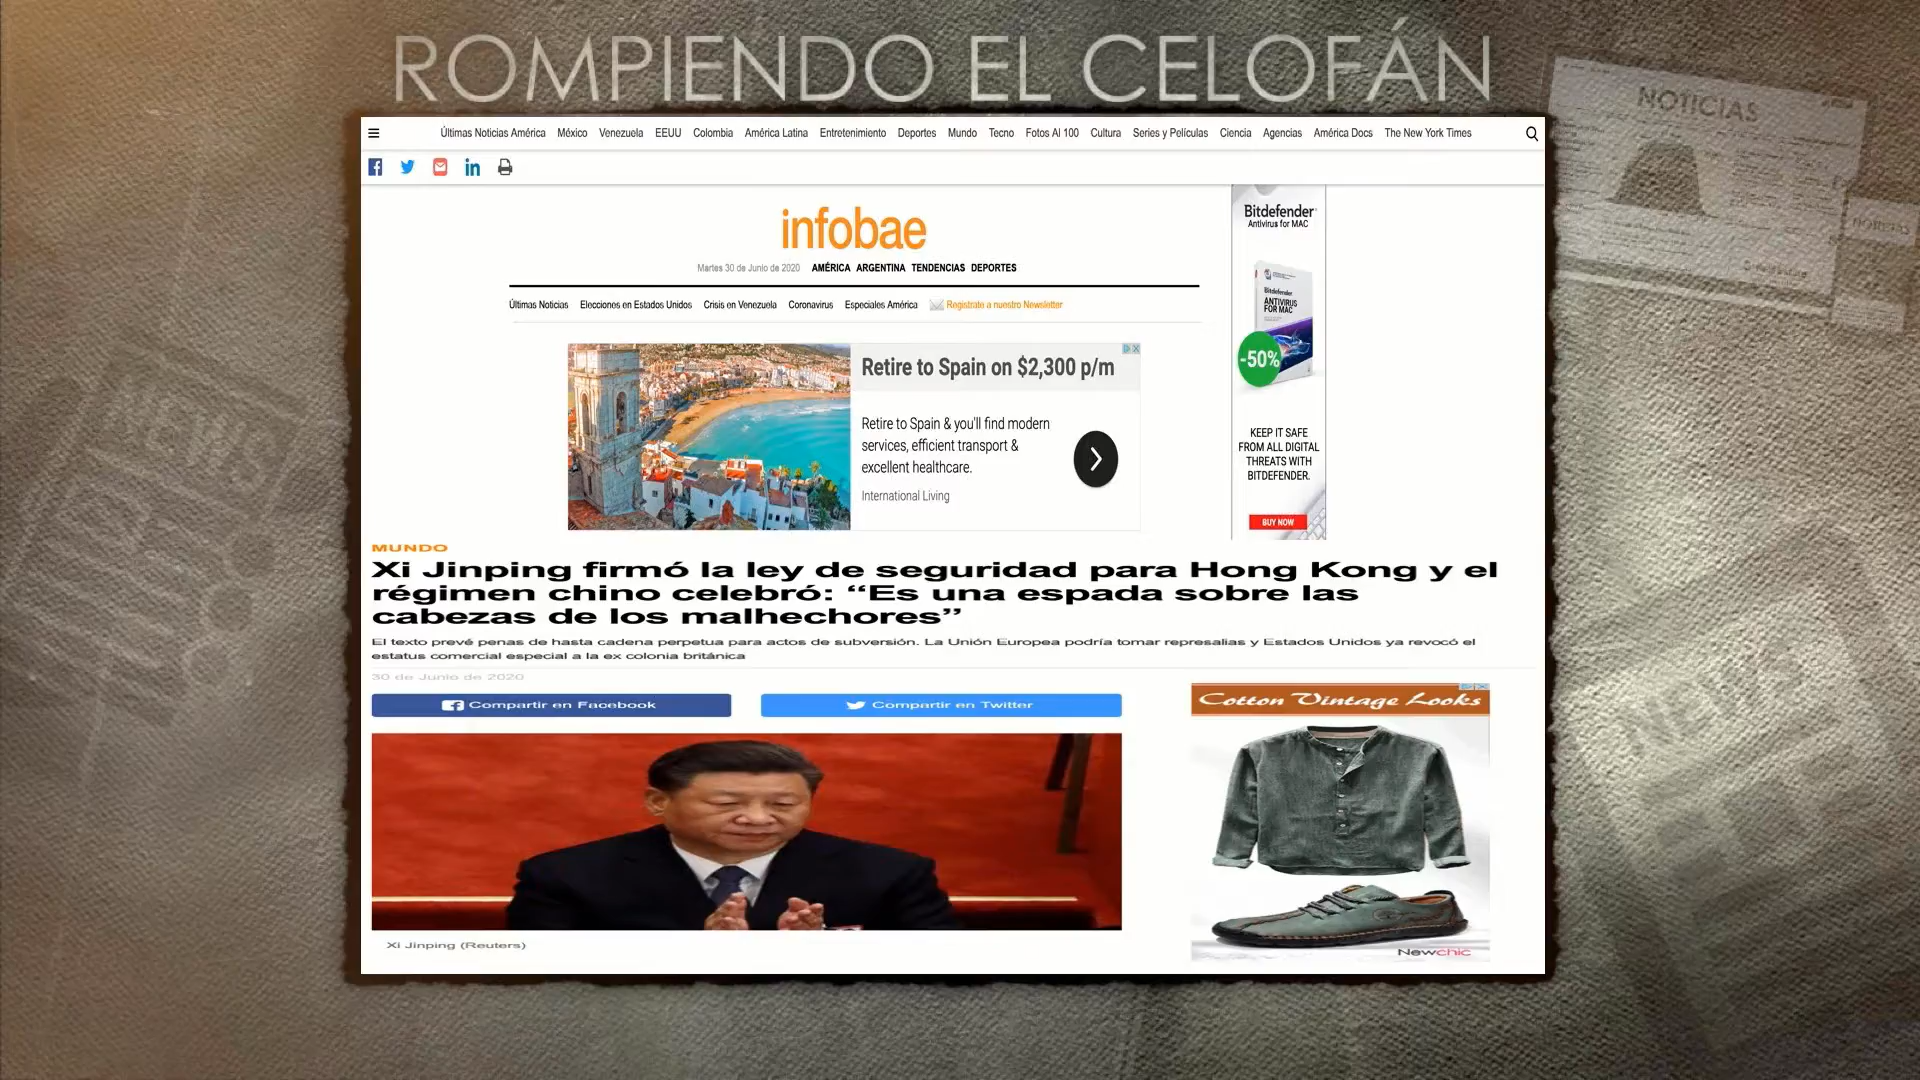 ROMPIENDO EL CELOFÁN
NOTICIAS
NOTICIAS
Últimas Noticias América México Venezuela EEUU Colombia América Latina Entretenimiento Deportes Mundo Tecno Fotos Al 100 Cultura Series y Películas Ciencia Agencias América Docs The New York Times
infobae
Martes 30 de Junio de 2020 AMÉRICA ARGENTINA TENDENCIAS DEPORTES
Últimas Noticias Elecciones en Estados Unidos Crisis en Venezuela Coronavirus Especiales América Registrate a nuestro Newsletter
Bitdefender
Antivirus for MAC
Bitdefender
ANTIVIRUS
FOR MAC
-50%
KEEP IT SAFE
FROM ALL DIGITAL
THREATS WITH
BITDEFENDER.
BUY NOW
Retire to Spain on $2,300 p/m
Retire to Spain & you'll find modern
services, efficient transport &
excellent healthcare.
International Living
MUNDO
Xi Jinping firmó la ley de seguridad para Hong Kong y el
régimen chino celebró: “Es una espada sobre las
cabezas de los malhechores”
El texto prevé penas de hasta cadena perpetua para actos de subversión. La Unión Europea podría tomar represalias y Estados Unidos ya revocó el
estatus comercial especial a la ex colonia británica
30 de Junio de 2020
Compartir en Facebook
Compartir en Twitter
Cotton Vintage Looks
Newchic
Xi Jinping (Reuters)